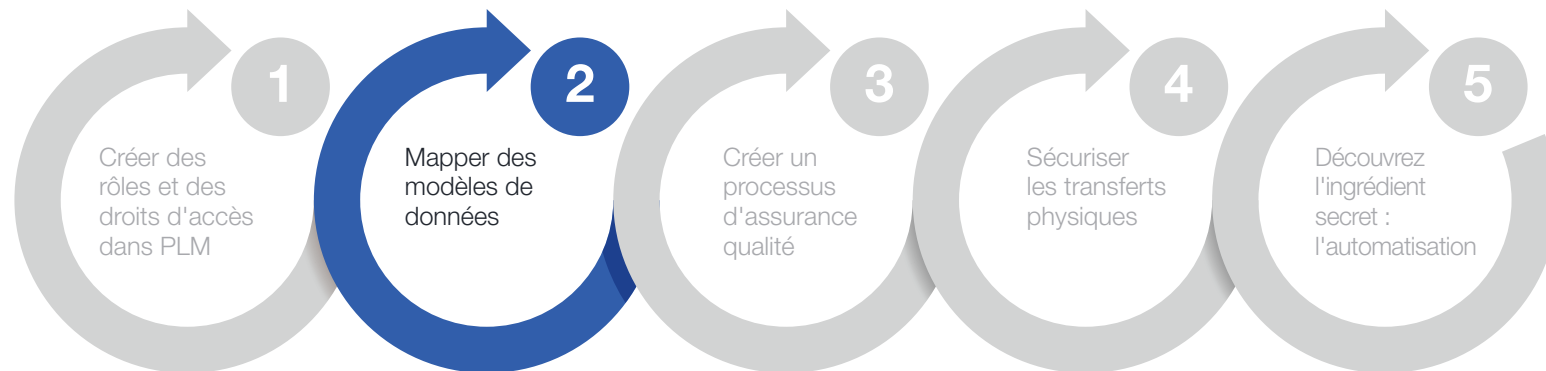 1
Créer des
rôles et des
droits d'accès
dans PLM
2
Mapper des
modèles de
données
3
Créer un
processus
d'assurance
qualité
4
Sécuriser
les transferts
physiques
5
Découvrez
l'ingrédient
secret :
l'automatisation